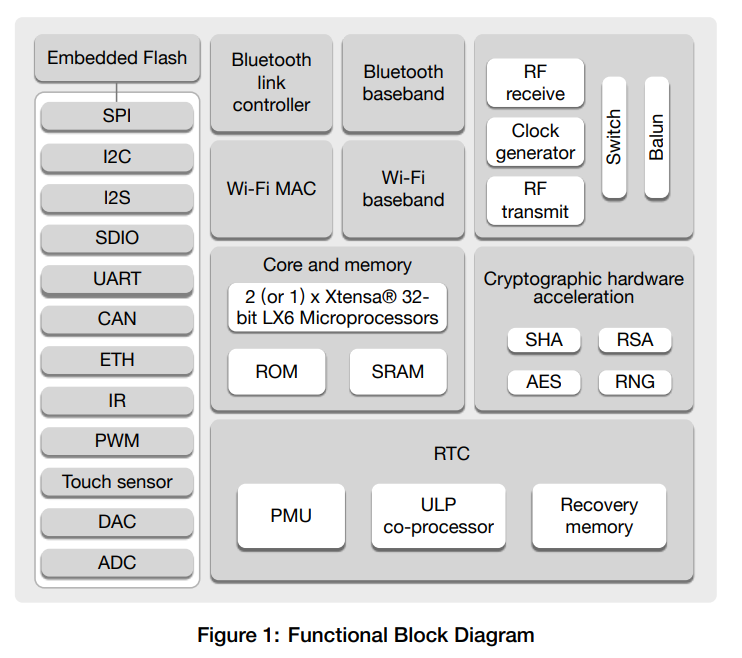 Embedded Flash
SPI
I2C
I2S
SDIO
UART
CAN
ETH
IR
PWM
Touch sensor
DAC
ADC
Bluetooth
link
controller
Bluetooth
baseband
Wi-Fi MAC
Wi-Fi
baseband
RF
receive
Clock
generator
RF
transmit
Switch
Balun
Core and memory
2 (or 1) x Xtensa® 32-
bit LX6 Microprocessors
ROM
SRAM
Cryptographic hardware
acceleration
SHA
RSA
AES
RNG
RTC
PMU
ULP
co-processor
Recovery
memory
Figure 1: Functional Block Diagram